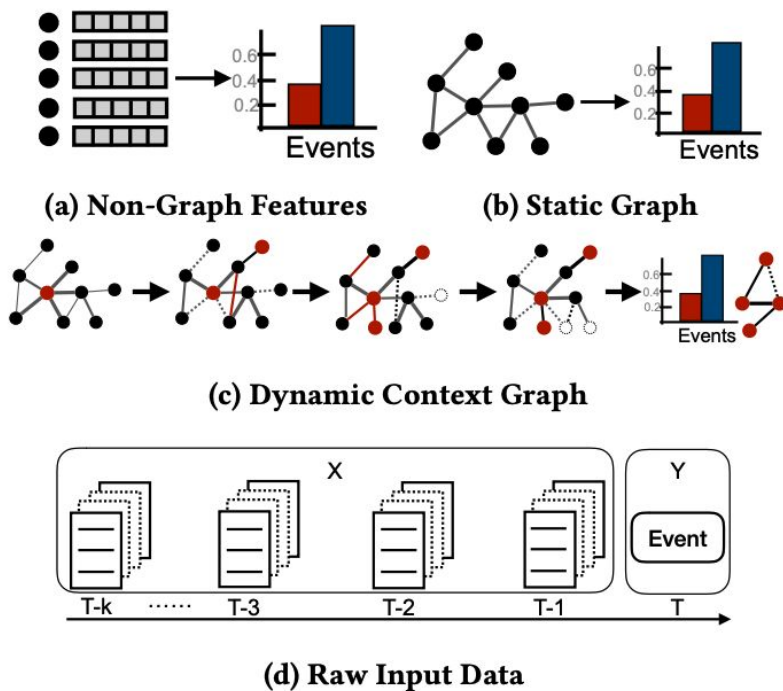 0.6
0.4
0.2
Events
(a) Non-Graph Features
0.6
0.4
0.2
Events
(b) Static Graph
0.6
0.4
0.2
Events
(c) Dynamic Context Graph
X
Y
Event
T-k ...... T-3 T-2 T-1 T
(d) Raw Input Data